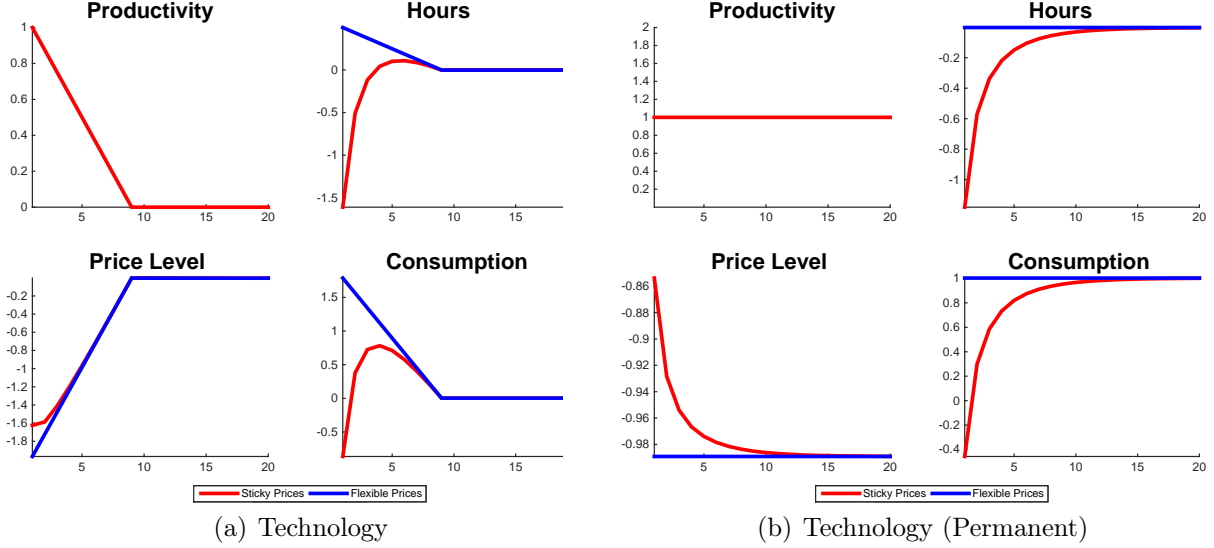 Productivity Hours Productivity Hours
1 0.8 0.6 0.4 0.2 0
5 10 15 20
0 -0.5 -1 -1.5
5 10 15
2 1.8 1.6 1.4 1.2 1 0.8 0.6 0.4 0.2
5 10 15 20
-0.2 -0.4 -0.6 -0.8 -1
5 10 15 20
Price Level Consumption Price Level Consumption
-0.2 -0.4 -0.6 -0.8 -1 -1.2 -1.4 -1.6 -1.8
5 10 15 20
1.5 1 0.5 0 -0.5
5 10 15
-0.86 -0.88 -0.9 -0.92 -0.94 -0.96 -0.98
5 10 15 20
1 0.8 0.6 0.4 0.2 0 -0.2 -0.4
5 10 15 20
Sticky Prices Flexible Prices
Sticky Prices Flexible Prices
(a) Technology
(b) Technology (Permanent)